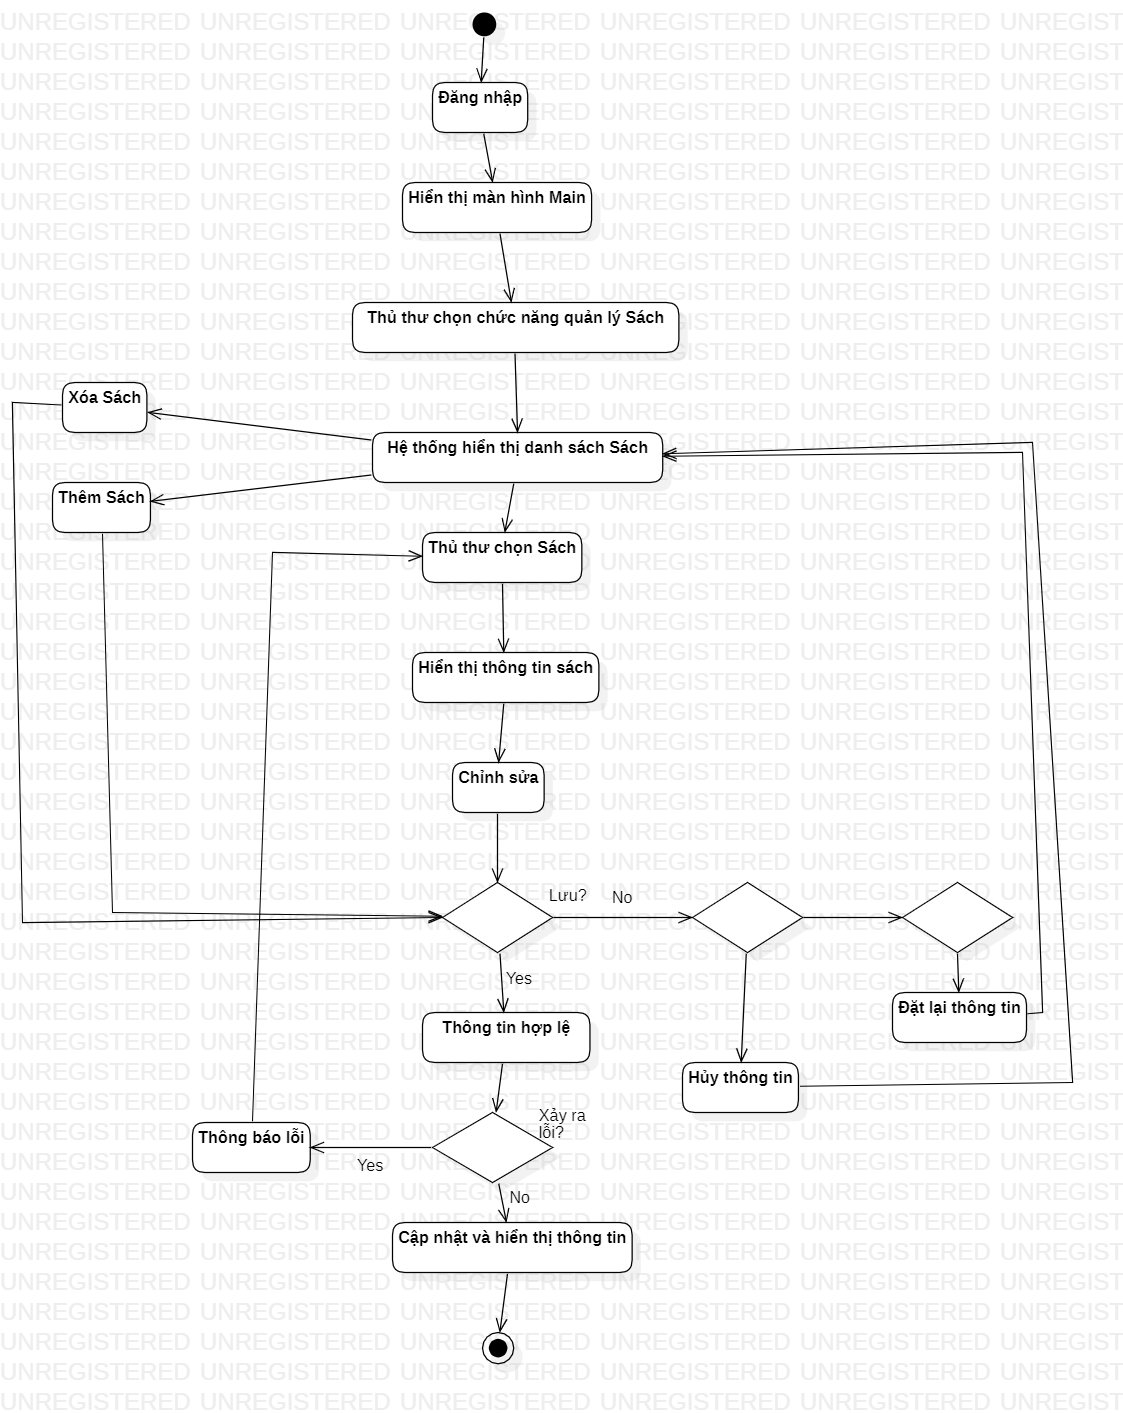 Đăng nhập
Hiển thị màn hình Main
Thủ thư chọn chức năng quản lý Sách
Xóa Sách
Hệ thống hiển thị danh sách Sách
Thêm Sách
Thủ thư chọn Sách
Hiển thị thông tin sách
Chỉnh sửa
Lưu?
No
Yes
Đặt lại thông tin
Thông tin hợp lệ
Hủy thông tin
Xảy ra
lỗi?
Thông báo lỗi
Yes
No
Cập nhật và hiển thị thông tin
UNREGISTERED